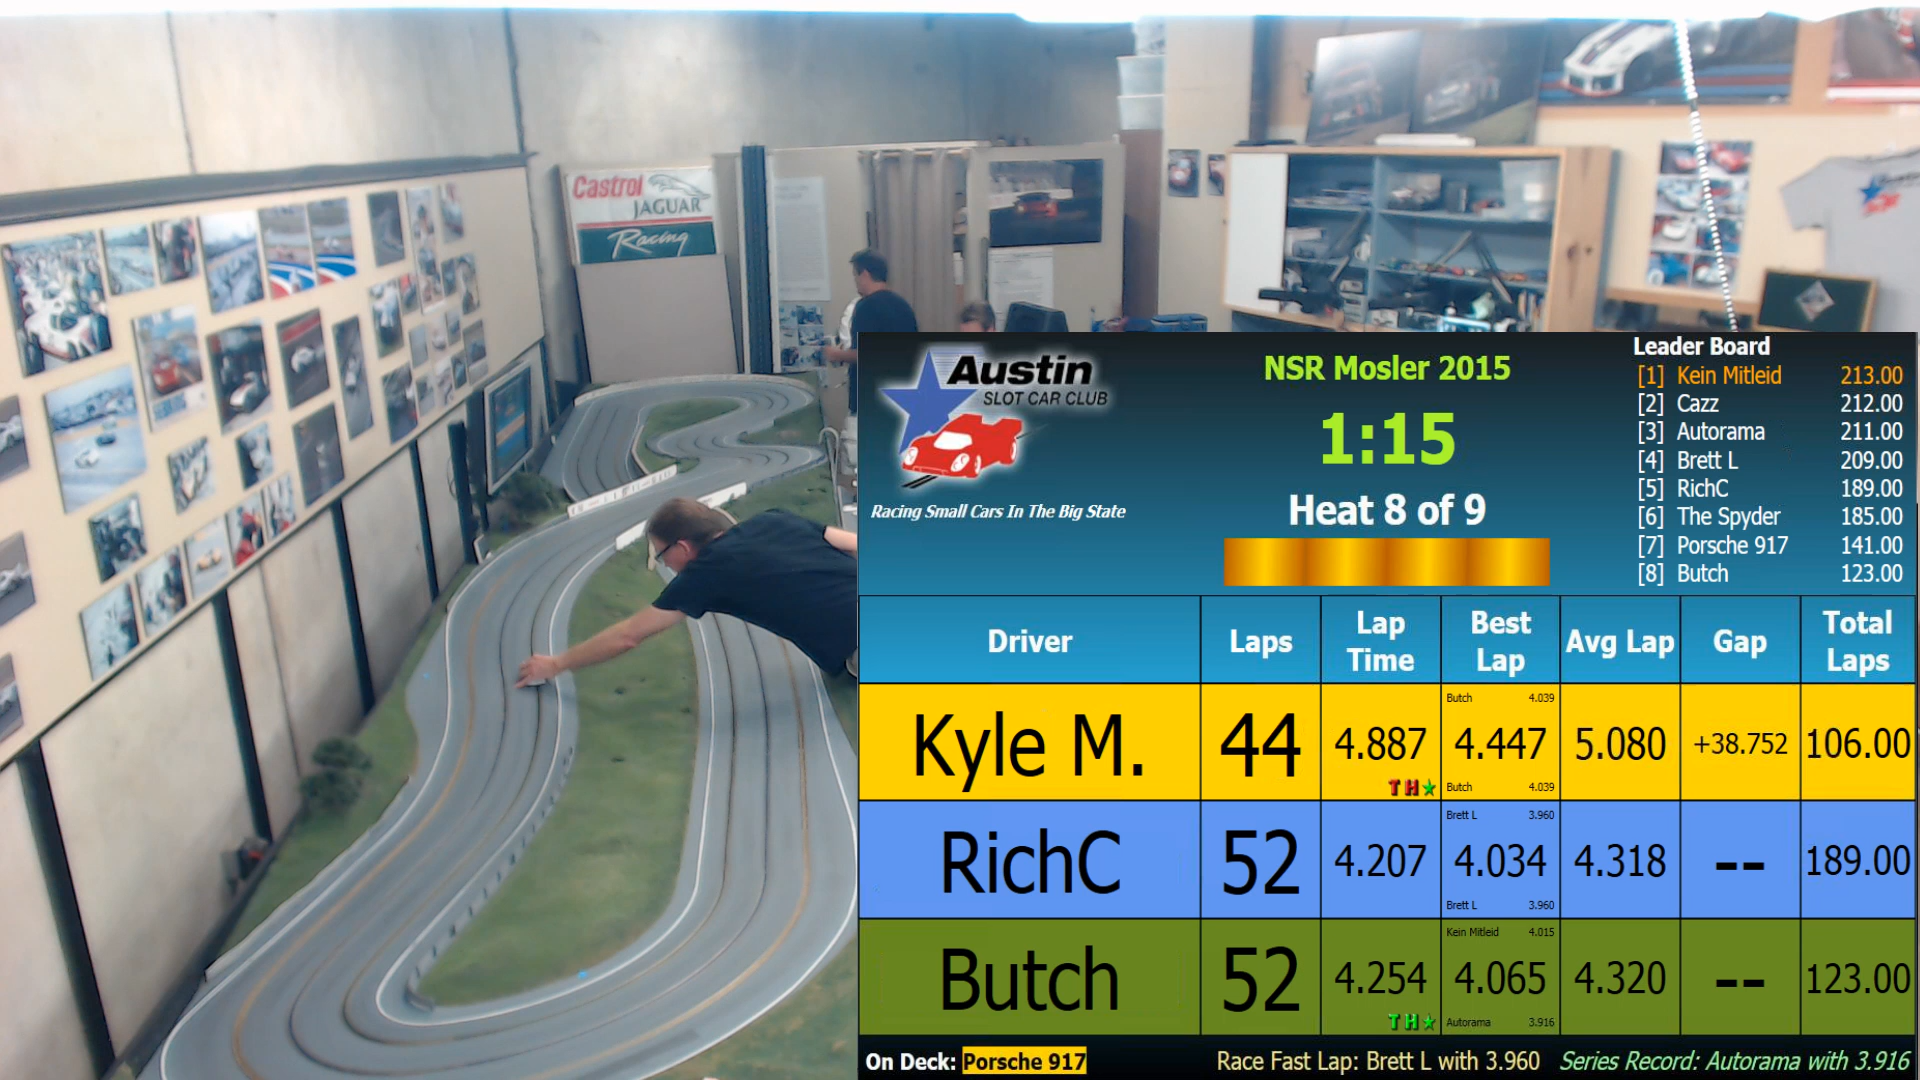 Castrol
JAGUAR
Racing
Austin
SLOT CAR CLUB
Racing Small Cars In The Big State
NSR Mosler 2015
1:15
Heat 8 of 9
Leader Board
[1] Kein Mitleid 213.00
[2] Cazz 212.00
[3] Autorama 211.00
[4] Brett L 209.00
[5] RichC 189.00
[6] The Spyder 185.00
[7] Porsche 917 141.00
[8] Butch 123.00
Driver Laps Lap Time Best Lap Avg Lap Gap Total Laps
Butch 4.039
Kyle M. 44 4.887 4.447 5.080 +38.752 106.00
T H ★ Butch 4.039
Brett L 3.960
RichC 52 4.207 4.034 4.318 -- 189.00
Brett L 3.960
Kein Mitleid 4.015
Butch 52 4.254 4.065 4.320 -- 123.00
T H ★ Autorama 3.916
On Deck: Porsche 917 Race Fast Lap: Brett L with 3.960 Series Record: Autorama with 3.916